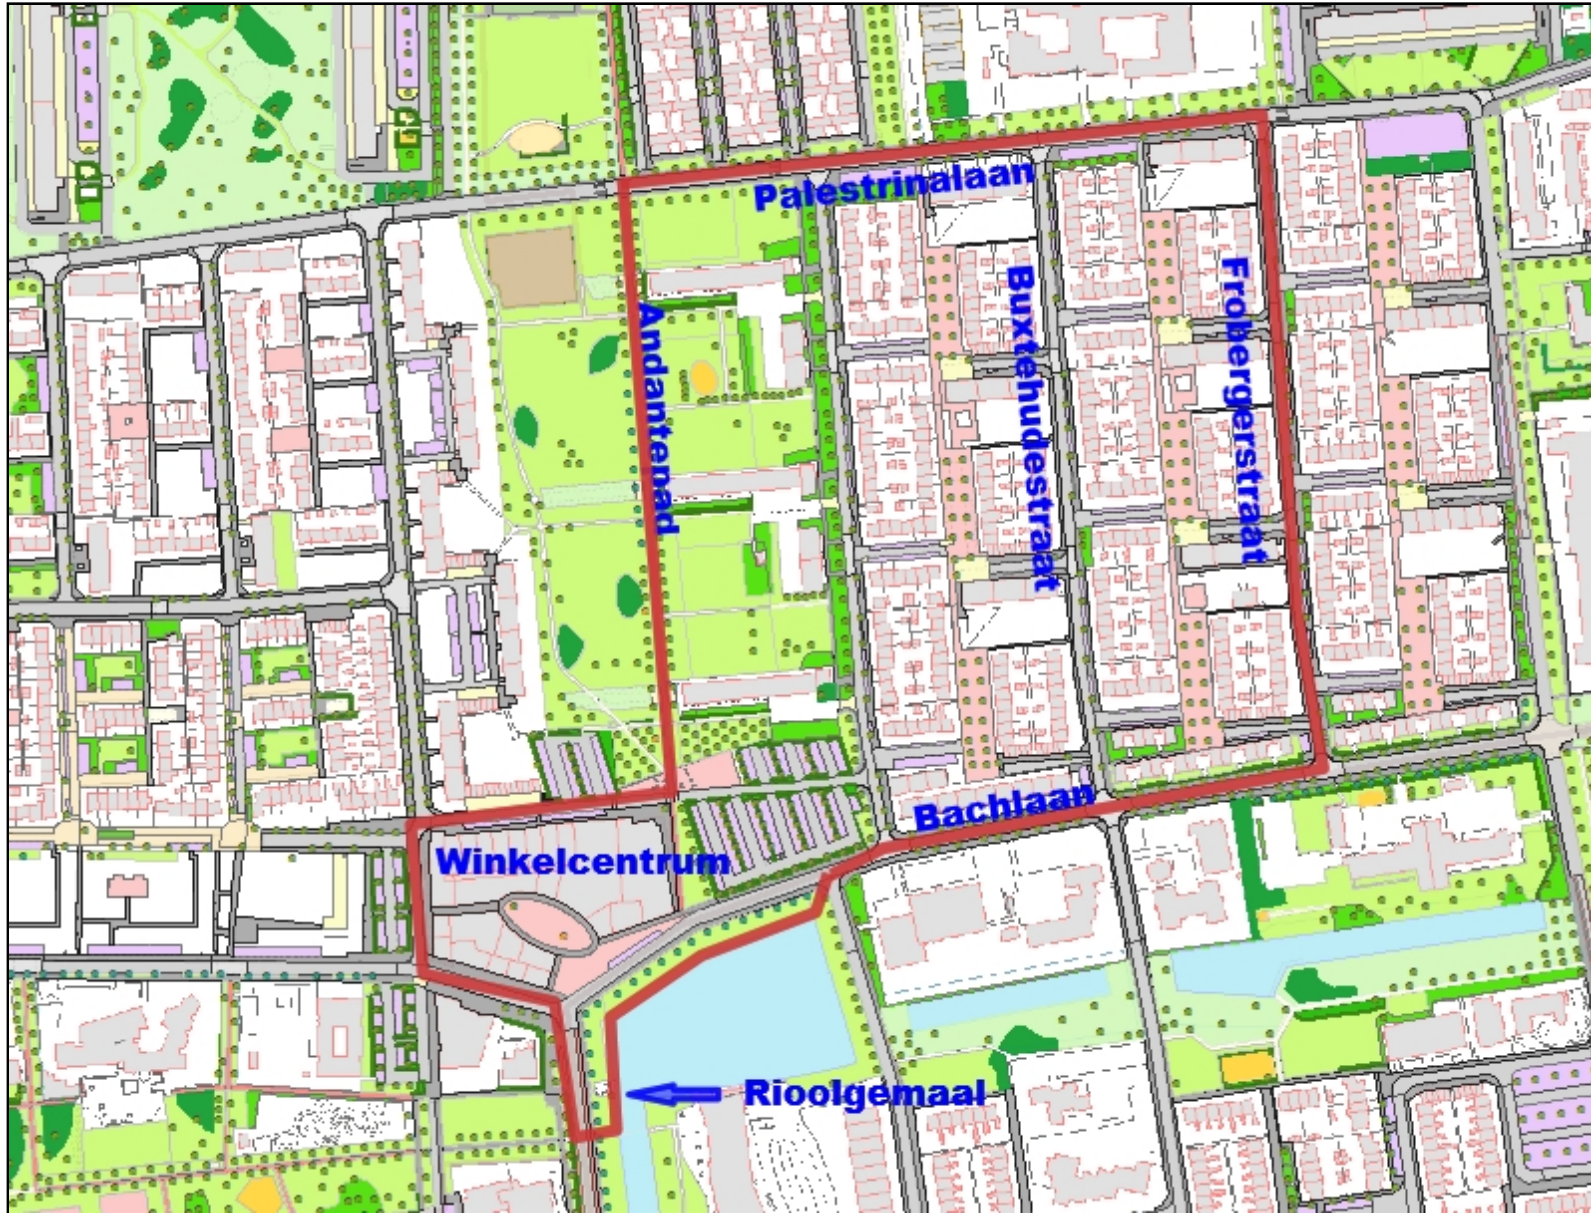 Palestrinalaan
Andantepad
Buxtehudestraat
Frobergerstraat
Bachlaan
Winkelcentrum
Rioolgemaal